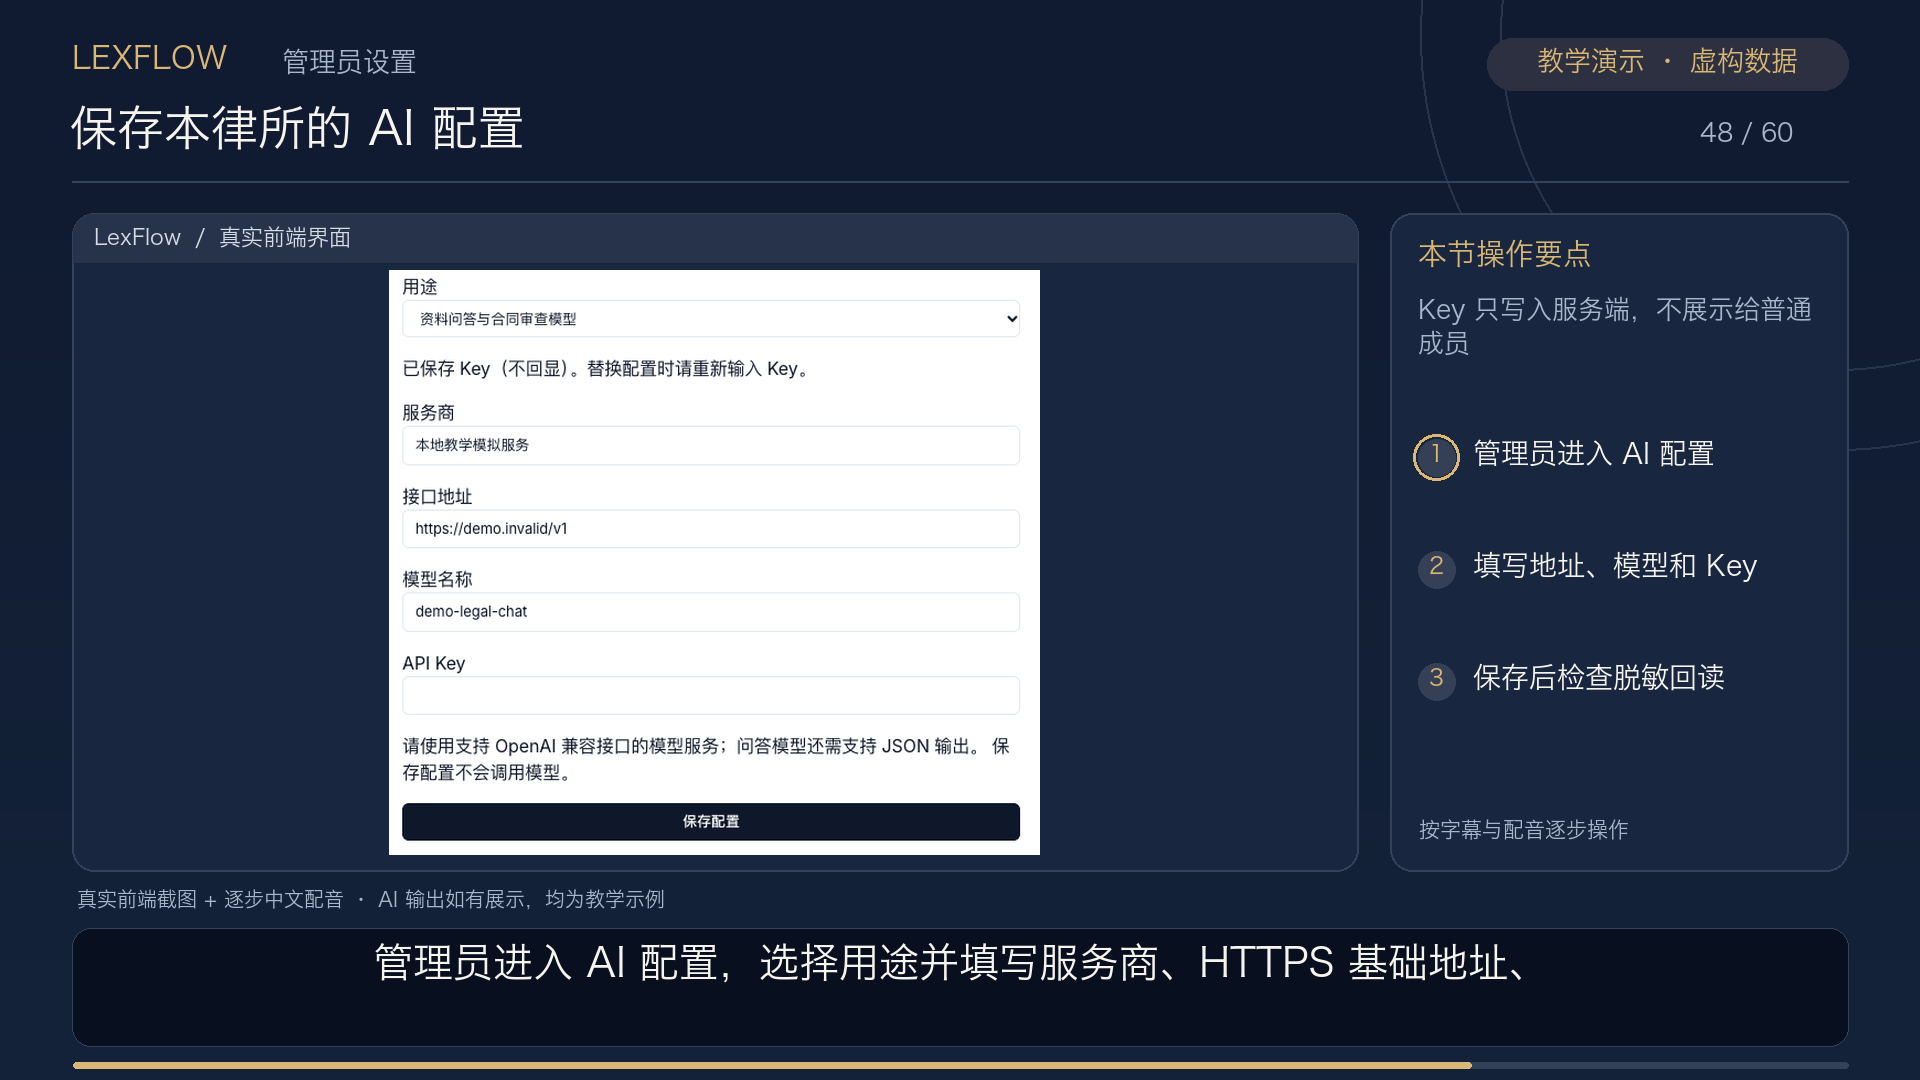 LEXFLOW 管理员设置
教学演示 · 虚构数据
保存本律所的 AI 配置
48 / 60
LexFlow / 真实前端界面
用途
资料问答与合同审查模型
已保存 Key（不回显）。替换配置时请重新输入 Key。
服务商
本地教学模拟服务
接口地址
https://demo.invalid/v1
模型名称
demo-legal-chat
API Key
请使用支持 OpenAI 兼容接口的模型服务；问答模型还需支持 JSON 输出。 保
存配置不会调用模型。
保存配置
本节操作要点
Key 只写入服务端，不展示给普通
成员
1 管理员进入 AI 配置
2 填写地址、模型和 Key
3 保存后检查脱敏回读
按字幕与配音逐步操作
真实前端截图 + 逐步中文配音 · AI 输出如有展示，均为教学示例
管理员进入 AI 配置，选择用途并填写服务商、HTTPS 基础地址、